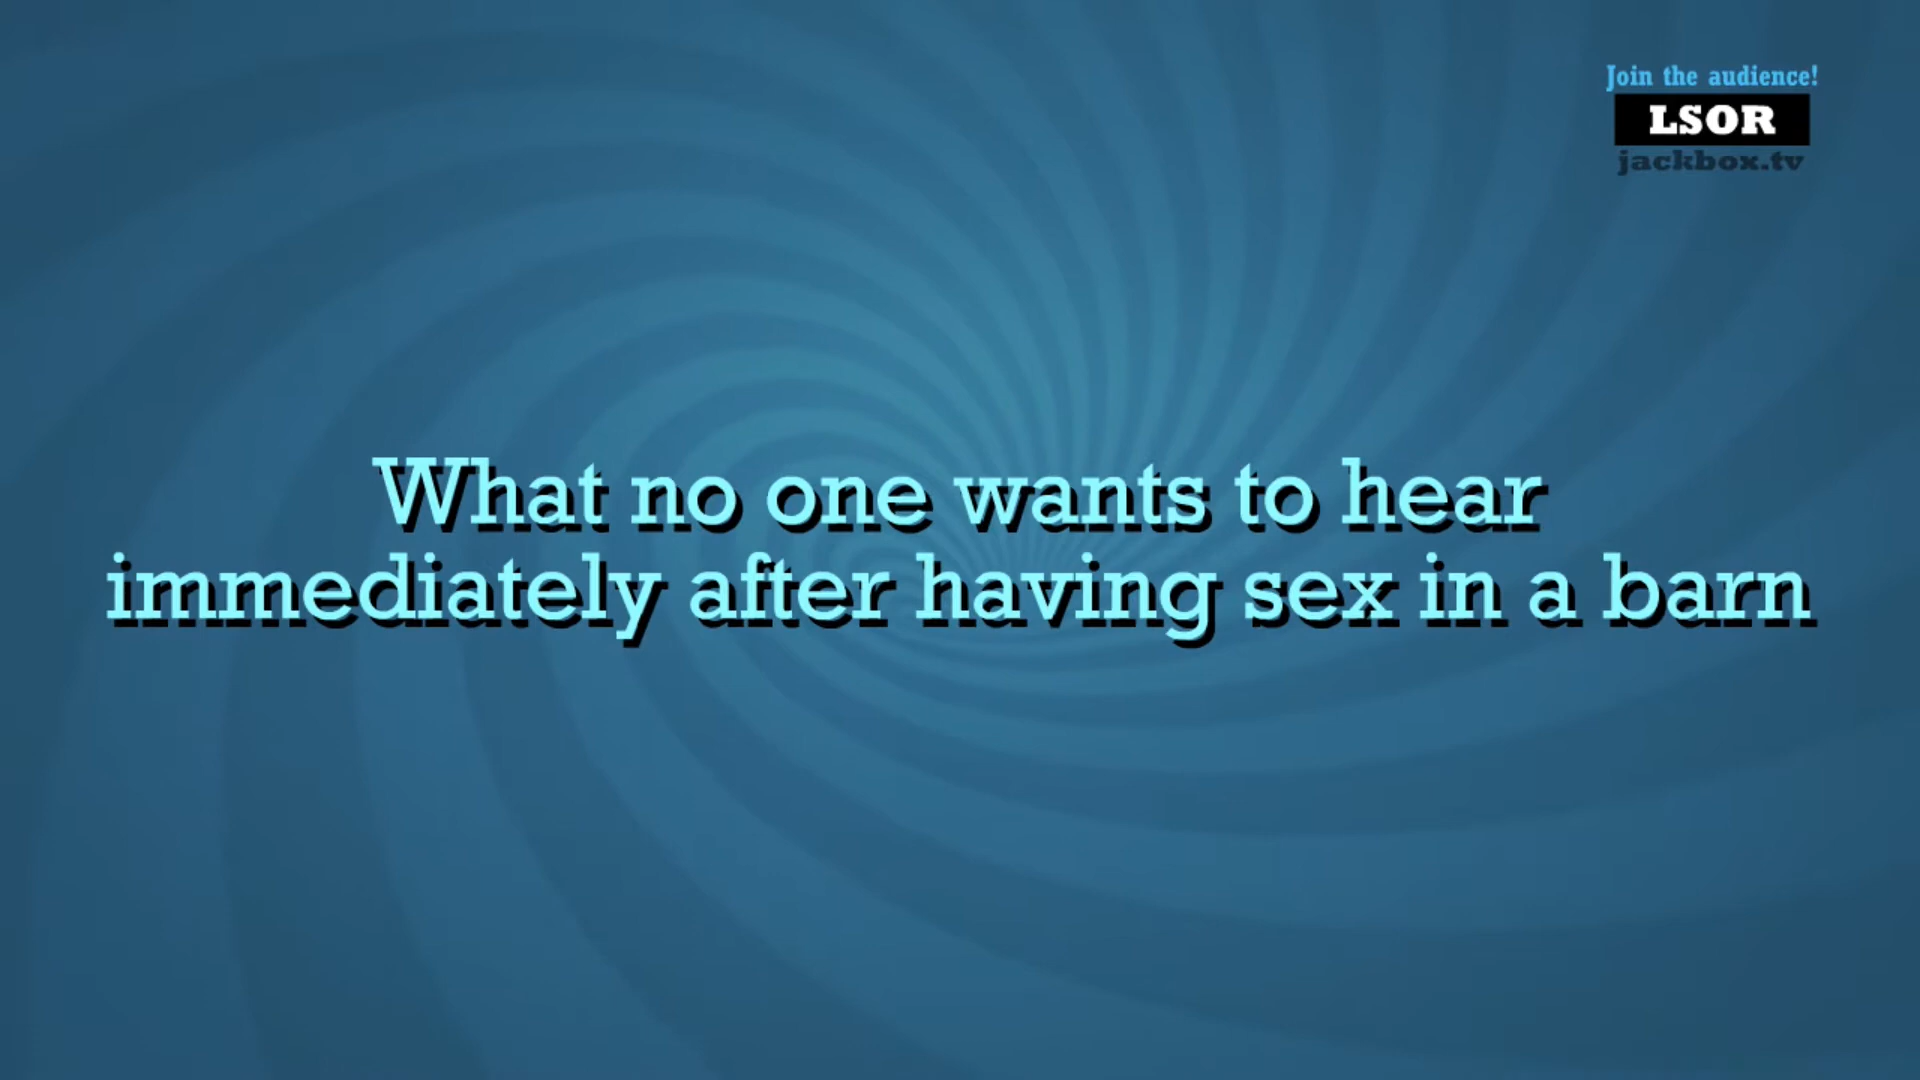 Join the audience!
LSOR
jackbox.tv
What no one wants to hear
immediately after having sex in a barn